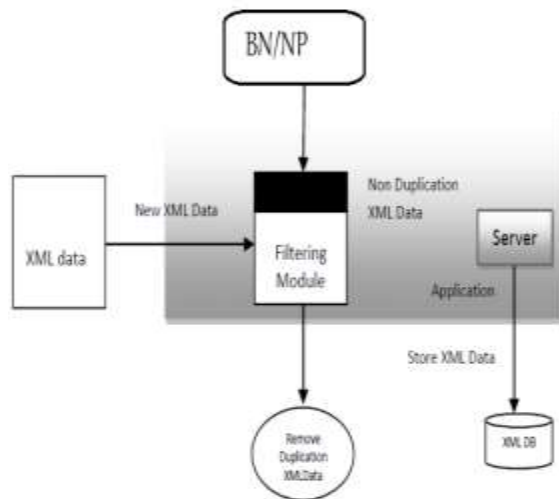 BN/NP
Non Duplication
XML Data
New XML Data
Server
XML data
Filtering
Module
Application
Store XML Data
Remove
Duplication
XMLData
XML DB